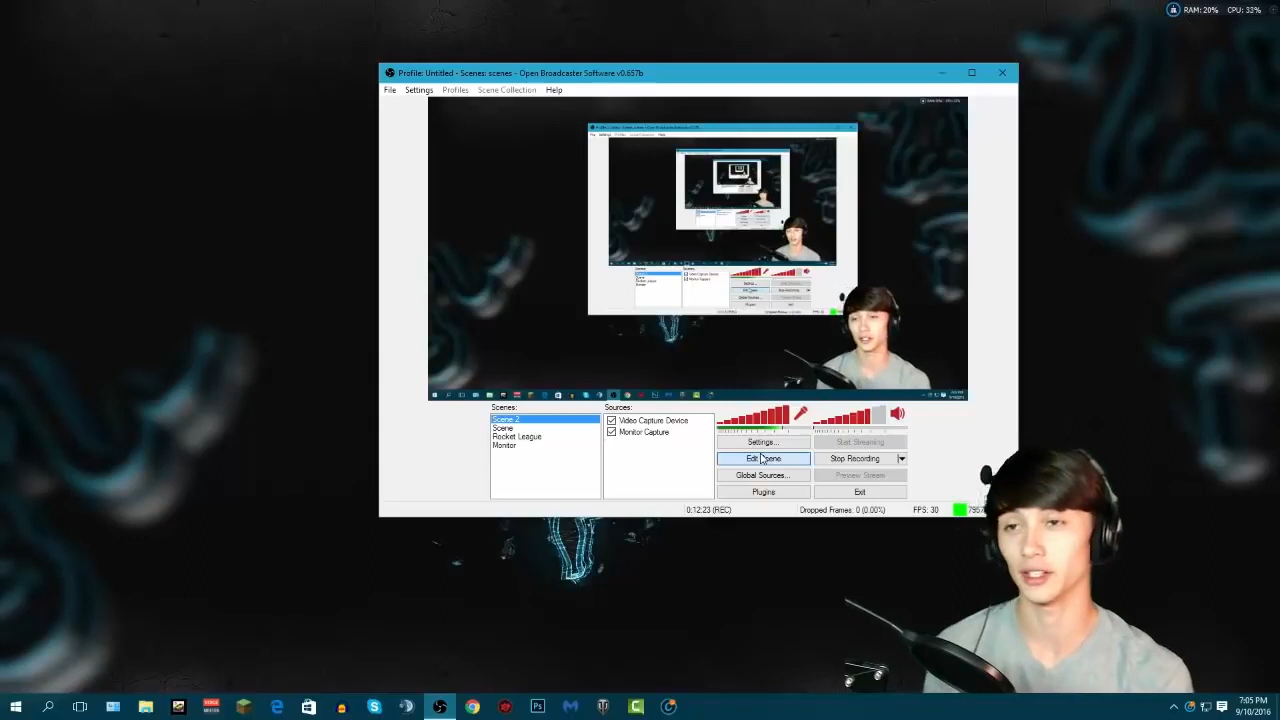 RAM: 20% CPU: 33%
Profile: Untitled - Scenes: scenes - Open Broadcaster Software v0.657b
File Settings Profiles Scene Collection Help
Scenes:
Scene 2
Scene
Rocket League
Monitor
Sources:
Video Capture Device
Monitor Capture
Settings...
Start Streaming
Edit Scene
Stop Recording
Global Sources...
Preview Stream
Plugins
Exit
0:12:23 (REC)
Dropped Frames: 0 (0.00%)
FPS: 30
7:05 PM
9/10/2016